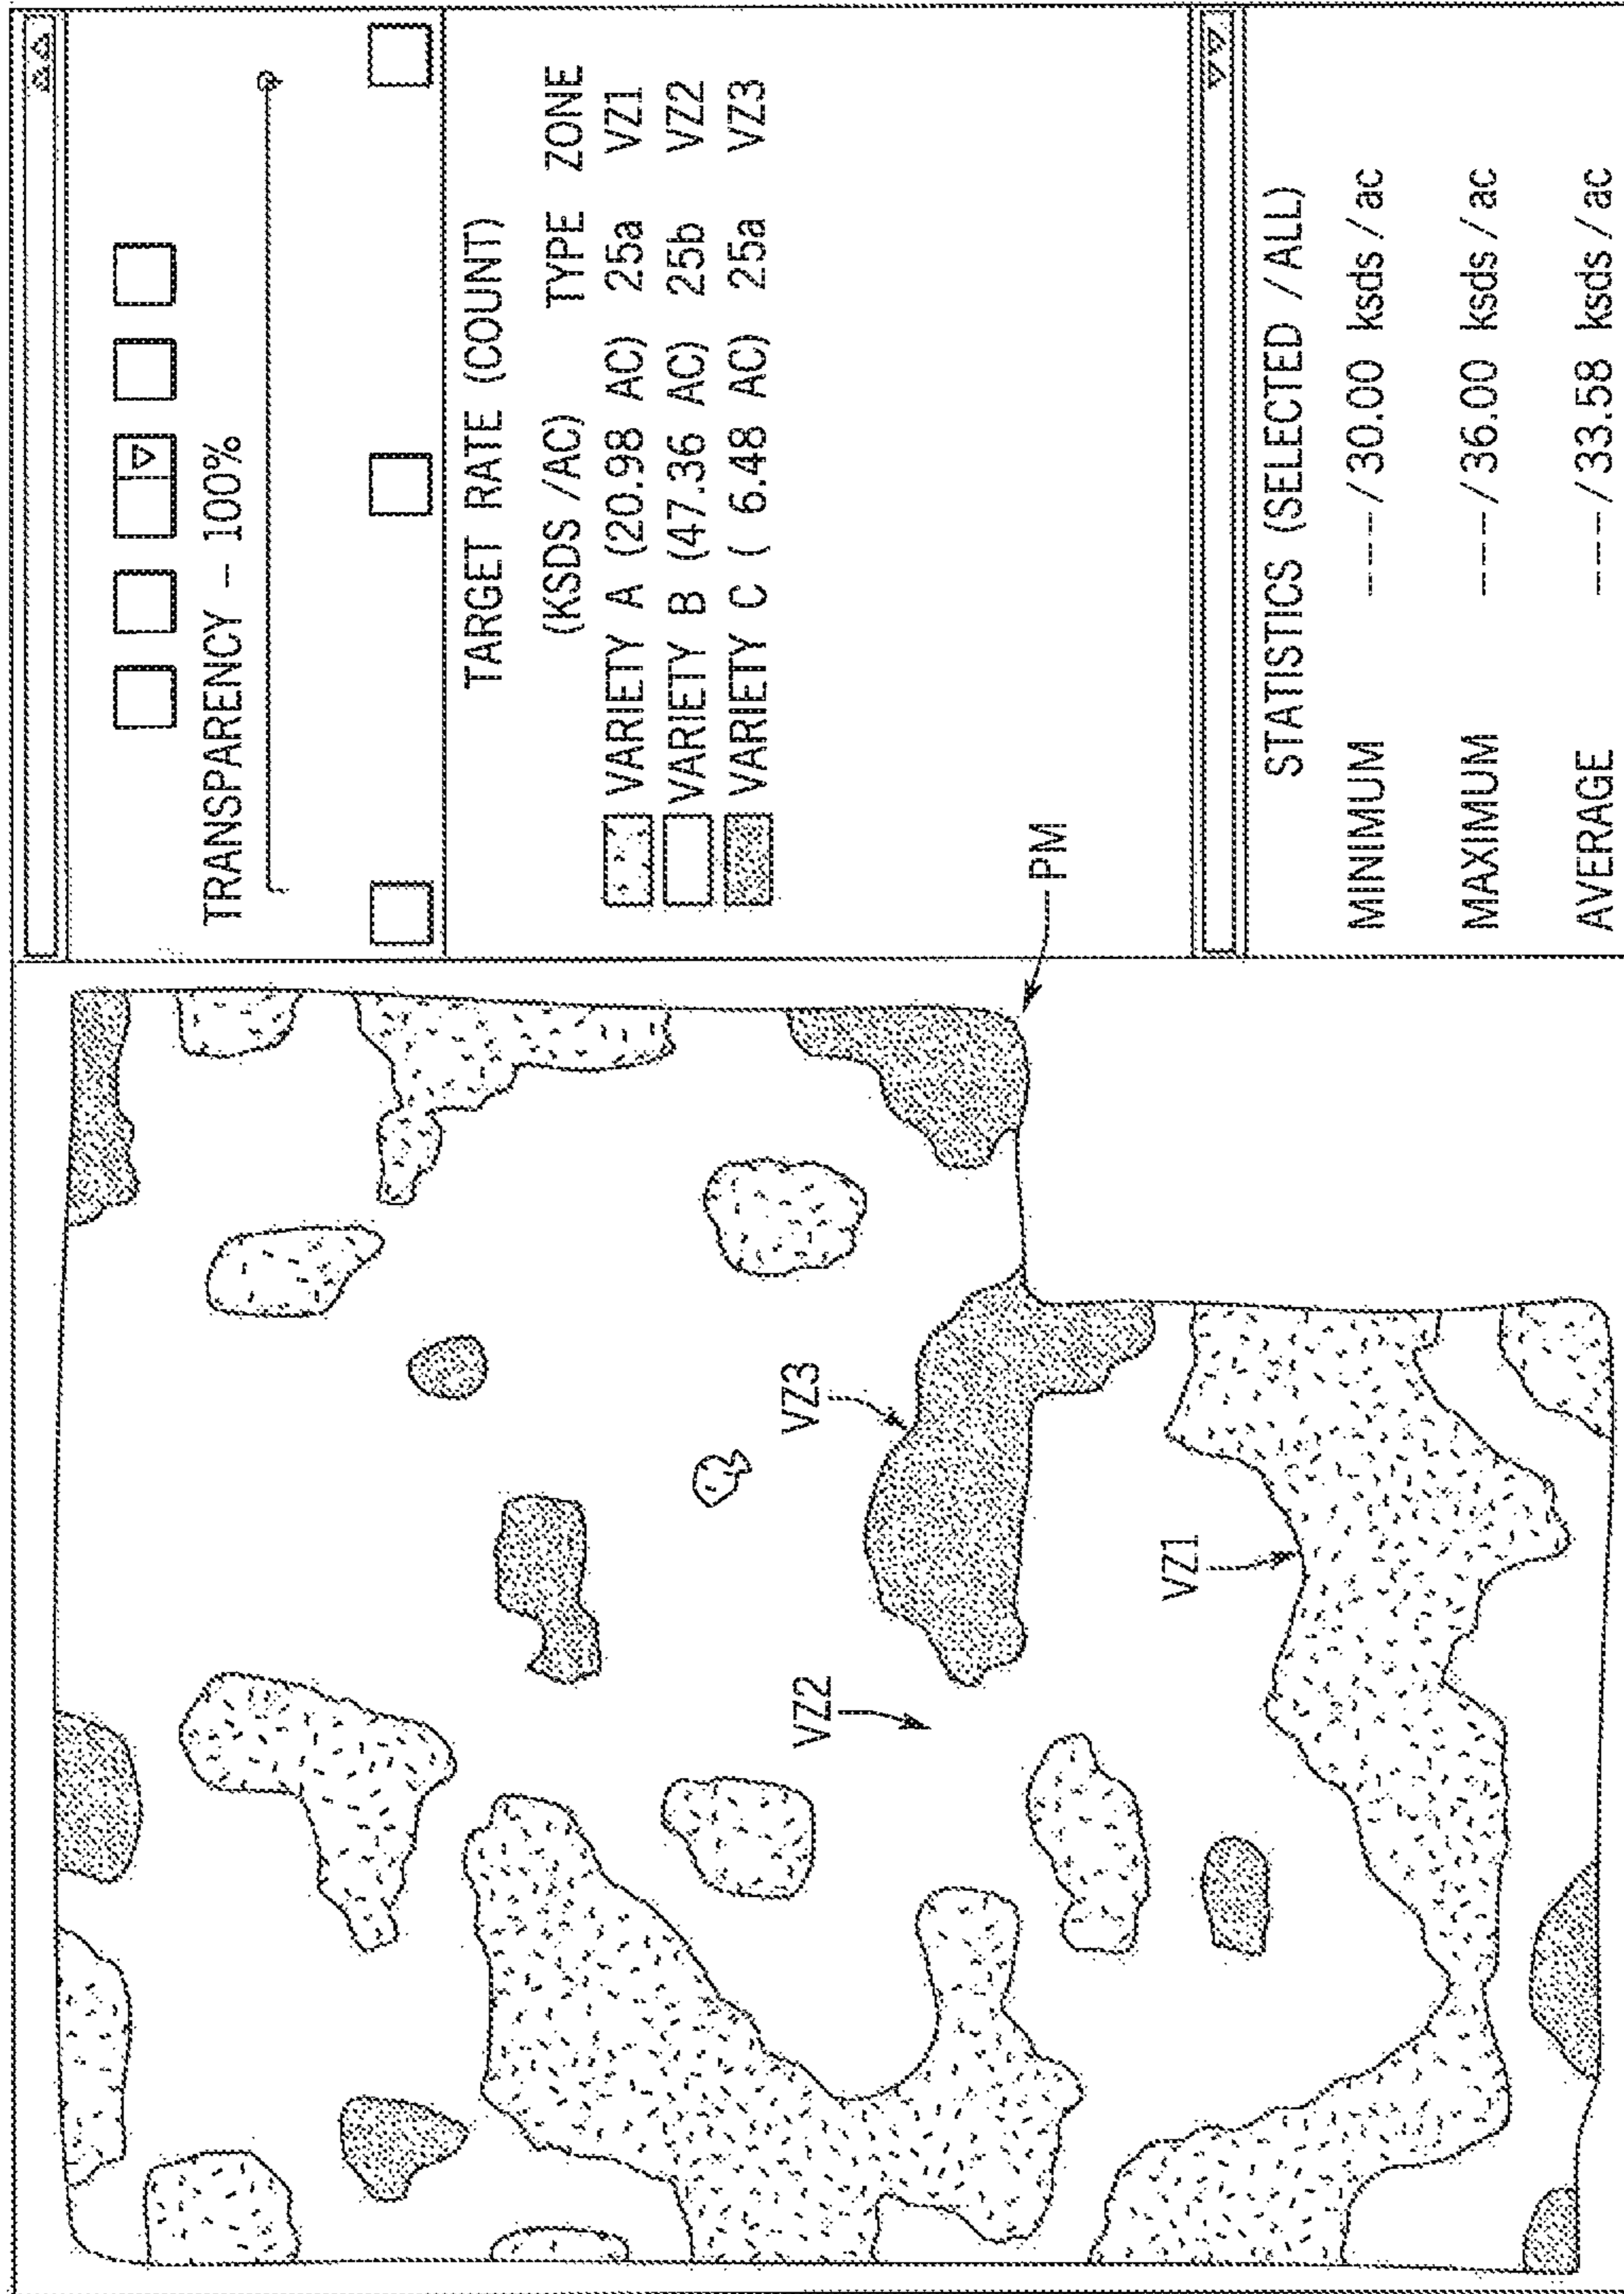 TRANSPARENCY – 100%
TARGET RATE (COUNT)
(KSDS /AC) TYPE ZONE
VARIETY A (20.98 AC) 25a VZ1
VARIETY B (47.36 AC) 25b VZ2
VARIETY C ( 6.48 AC) 25a VZ3
STATISTICS (SELECTED /ALL)
MINIMUM ---/30.00 ksds/ac
MAXIMUM ---/36.00 ksds/ac
AVERAGE ---/33.58 ksds/ac
PM
VZ3
VZ2
VZ1